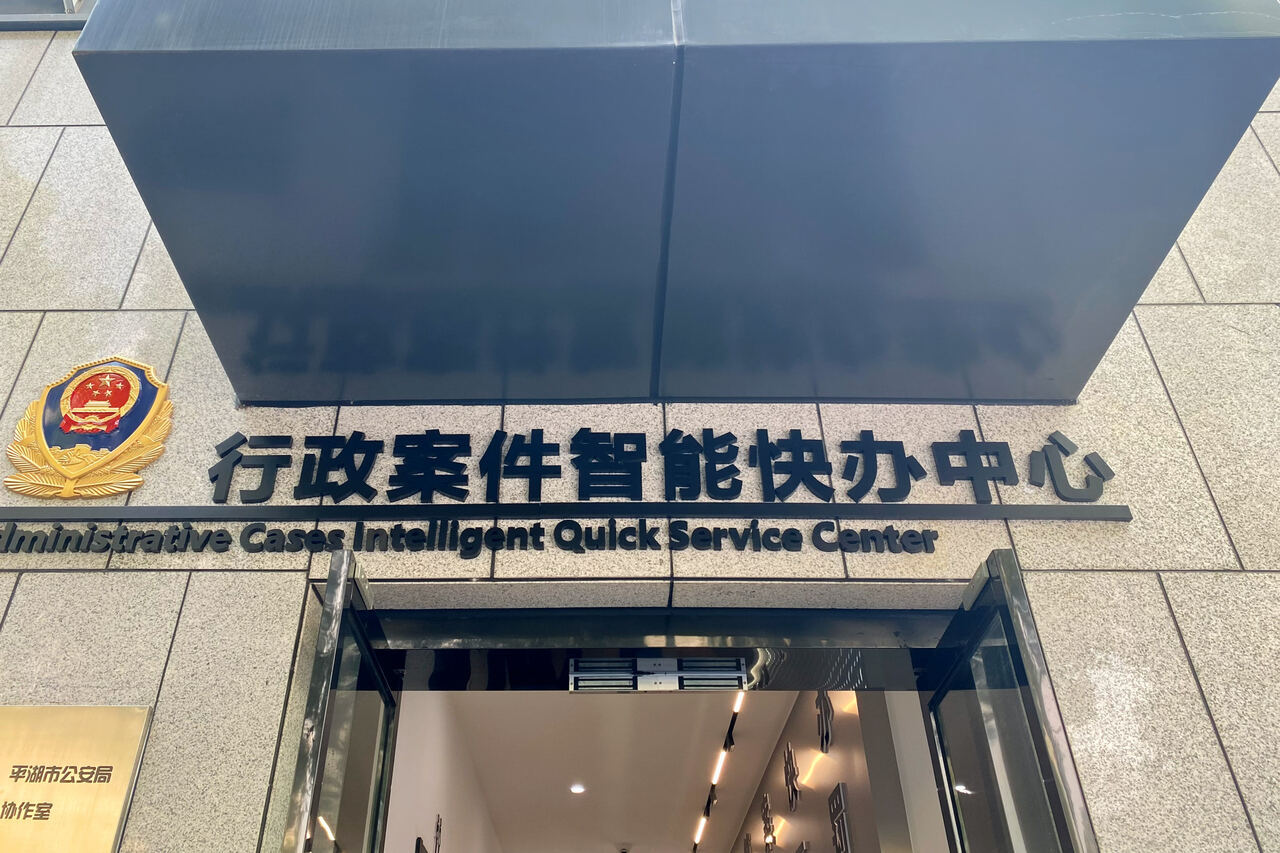 行政案件智能快办中心
dministrative Cases Intelligent Quick Service Center
平湖市公安局
协作室